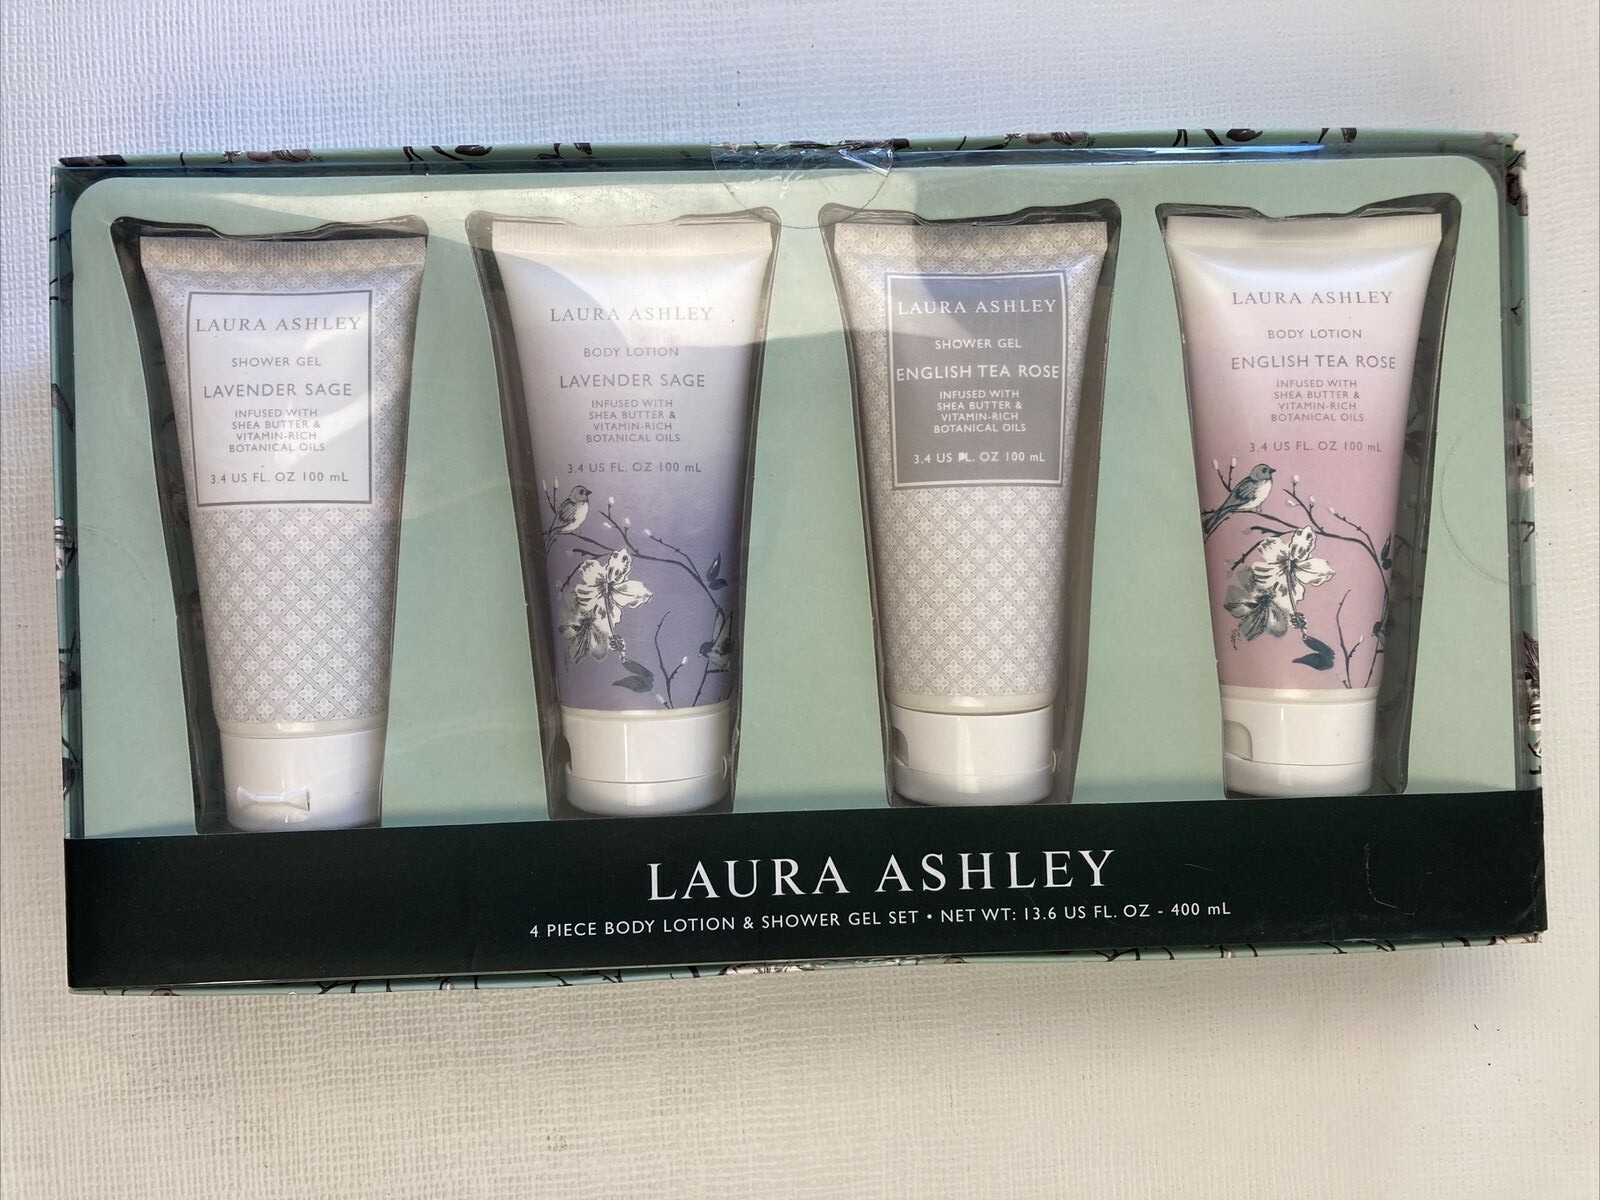 LAURA ASHLEY
SHOWER GEL
LAVENDER SAGE
INFUSED WITH
SHEA BUTTER &
VITAMIN-RICH
BOTANICAL OILS
3.4 US FL. OZ 100 mL
LAURA ASHLEY
BODY LOTION
LAVENDER SAGE
INFUSED WITH
SHEA BUTTER &
VITAMIN-RICH
BOTANICAL OILS
3.4 US FL. OZ 100 mL
LAURA ASHLEY
SHOWER GEL
ENGLISH TEA ROSE
INFUSED WITH
SHEA BUTTER &
VITAMIN-RICH
BOTANICAL OILS
3.4 US FL. OZ 100 mL
LAURA ASHLEY
BODY LOTION
ENGLISH TEA ROSE
INFUSED WITH
SHEA BUTTER &
VITAMIN-RICH
BOTANICAL OILS
3.4 US FL. OZ 100 mL
LAURA ASHLEY
4 PIECE BODY LOTION & SHOWER GEL SET • NET WT: 13.6 US FL. OZ - 400 mL